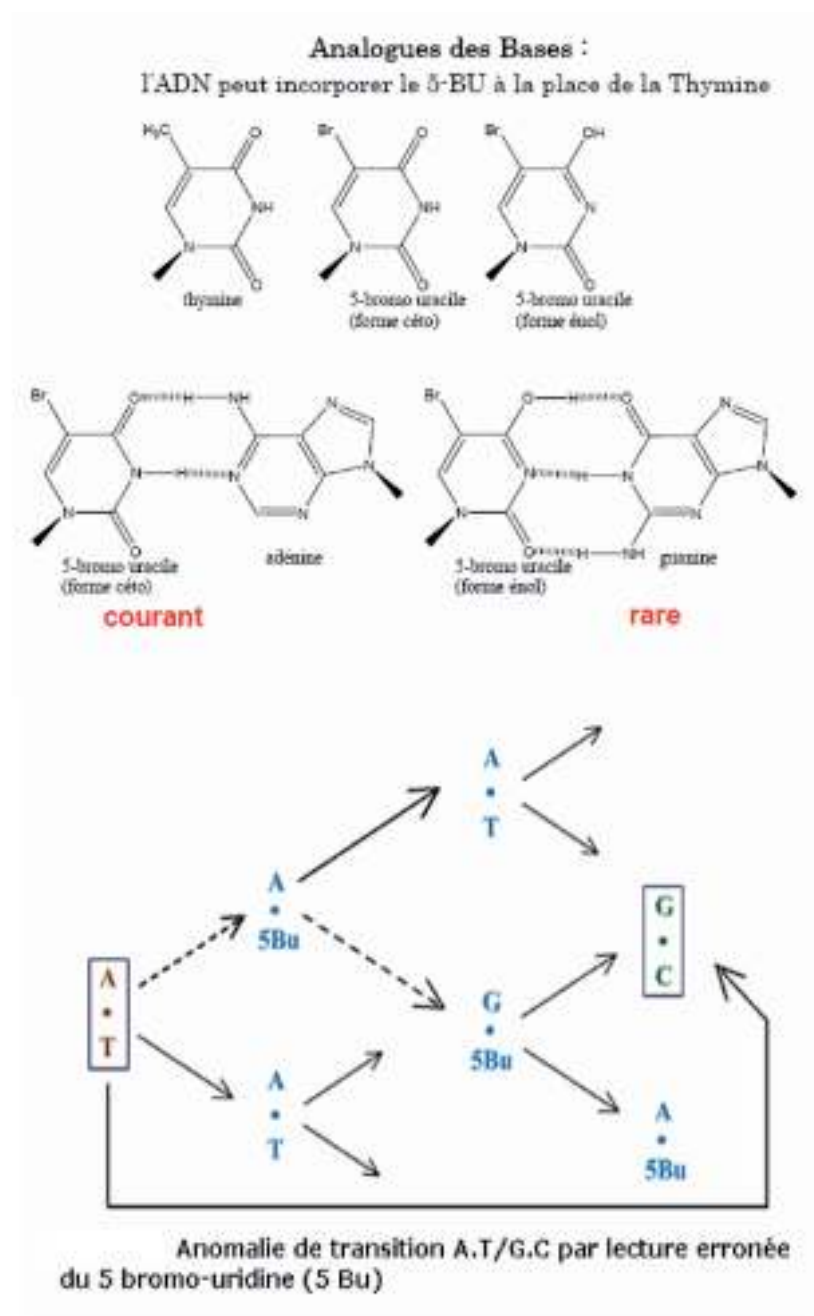 Analogues des Bases :
l'ADN peut incorporer le 5-BU à la place de la Thymine
H₃C O Br O Br OH
NH NH N
N N N
O O O
thymine 5-bromo uracile 5-bromo uracile
(forme céto) (forme énol)
Br O H NH N Br O H O N
N H N N N H N N
N N N N
O O H NH
5-bromo uracile adénine 5-bromo uracile guanine
(forme céto) (forme énol)
courant rare
A
•
T
A
•
5Bu
G
•
C
A
•
T
G
•
5Bu
A
•
T
A
•
5Bu
Anomalie de transition A.T/G.C par lecture erronée
du 5 bromo-uridine (5 Bu)